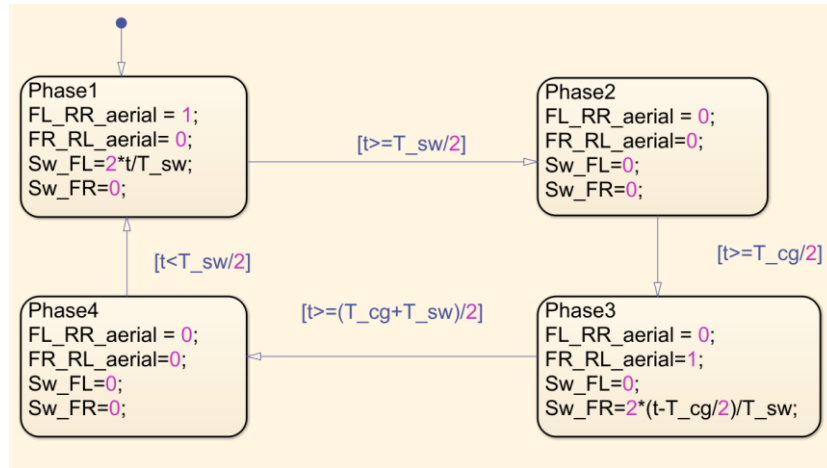 Phase1
FL_RR_aerial = 1;
FR_RL_aerial= 0;
Sw_FL=2*t/T_sw;
Sw_FR=0;
[t>=T_sw/2]
Phase2
FL_RR_aerial = 0;
FR_RL_aerial=0;
Sw_FL=0;
Sw_FR=0;
[t>=T_cg/2]
Phase3
FL_RR_aerial = 0;
FR_RL_aerial=1;
Sw_FL=0;
Sw_FR=2*(t-T_cg/2)/T_sw;
[t>=(T_cg+T_sw)/2]
Phase4
FL_RR_aerial = 0;
FR_RL_aerial=0;
Sw_FL=0;
Sw_FR=0;
[t<T_sw/2]